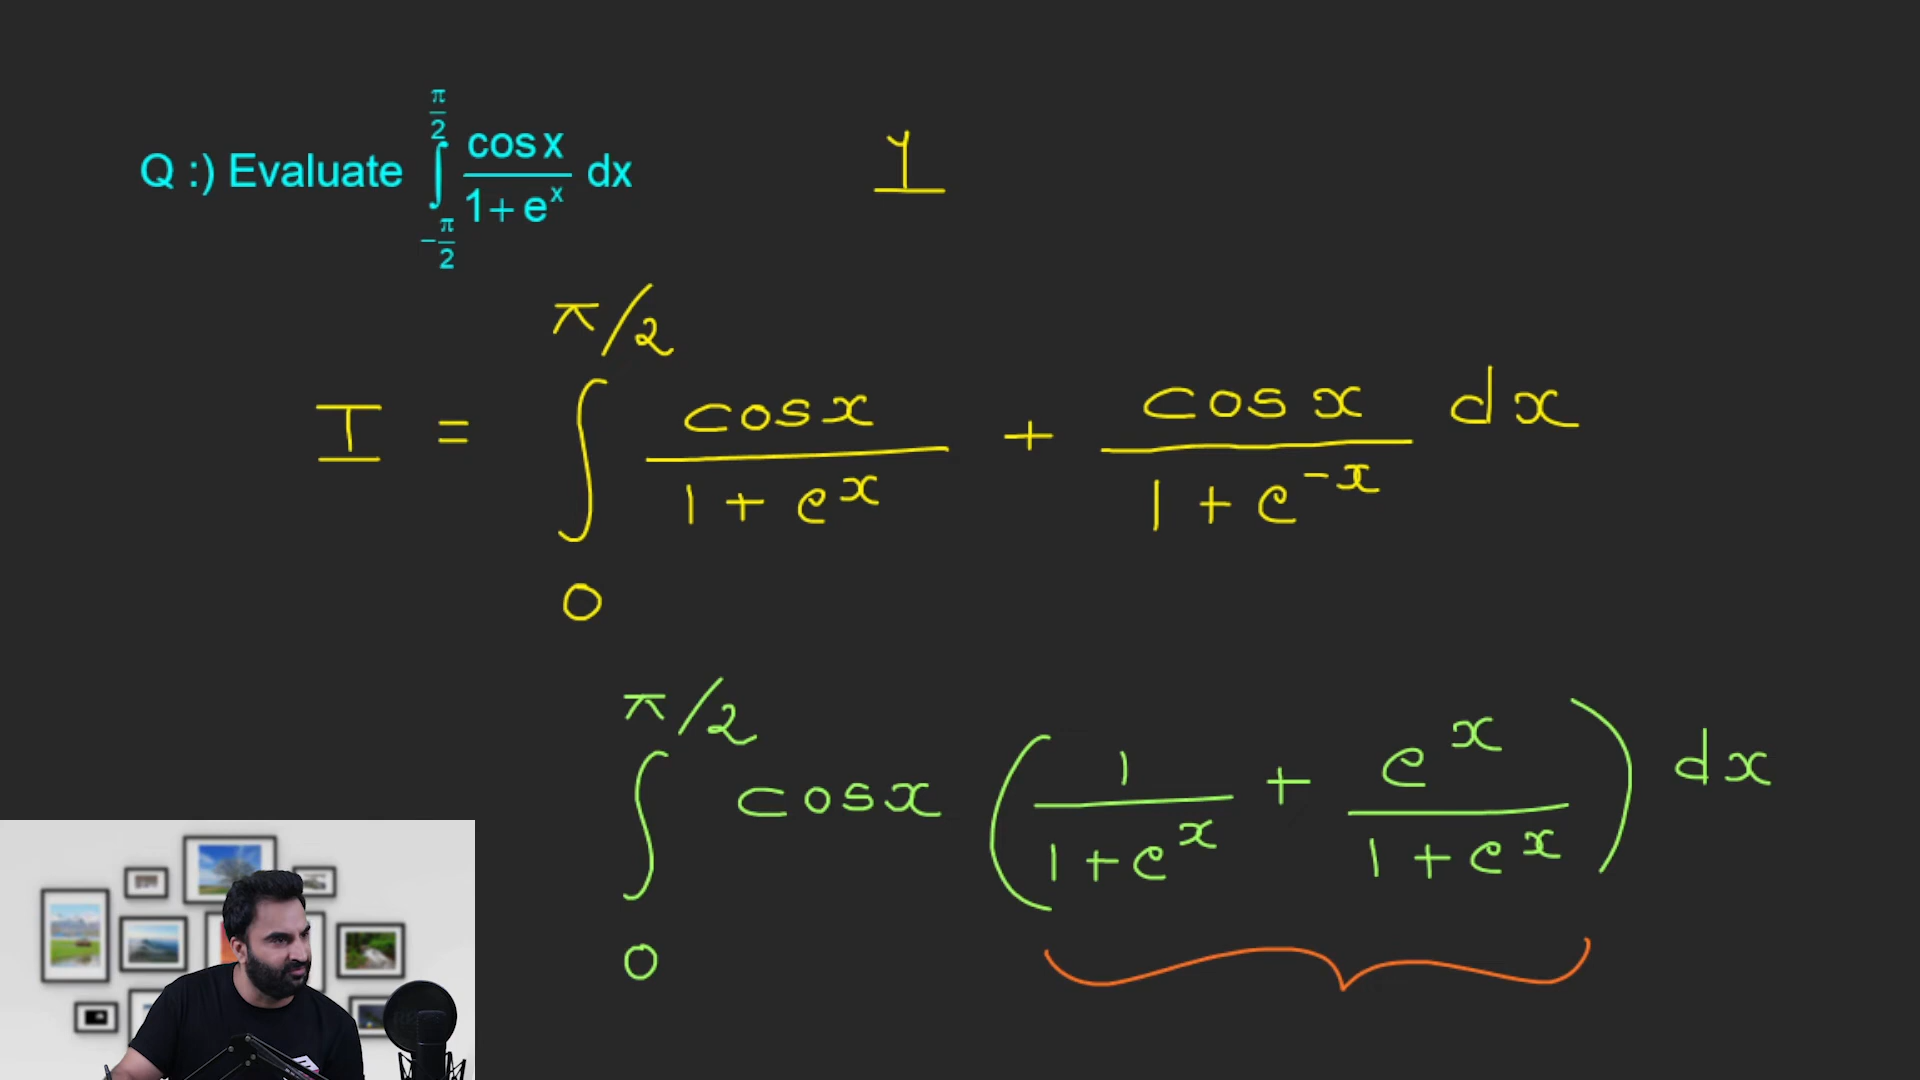 Q :) Evaluate ∫_{-π/2}^{π/2} cos x / (1 + e^x) dx
I = ∫_0^{π/2} cos x / (1 + e^x) + cos x / (1 + e^{-x}) dx
∫_0^{π/2} cos x ( 1 / (1 + e^x) + e^x / (1 + e^x) ) dx